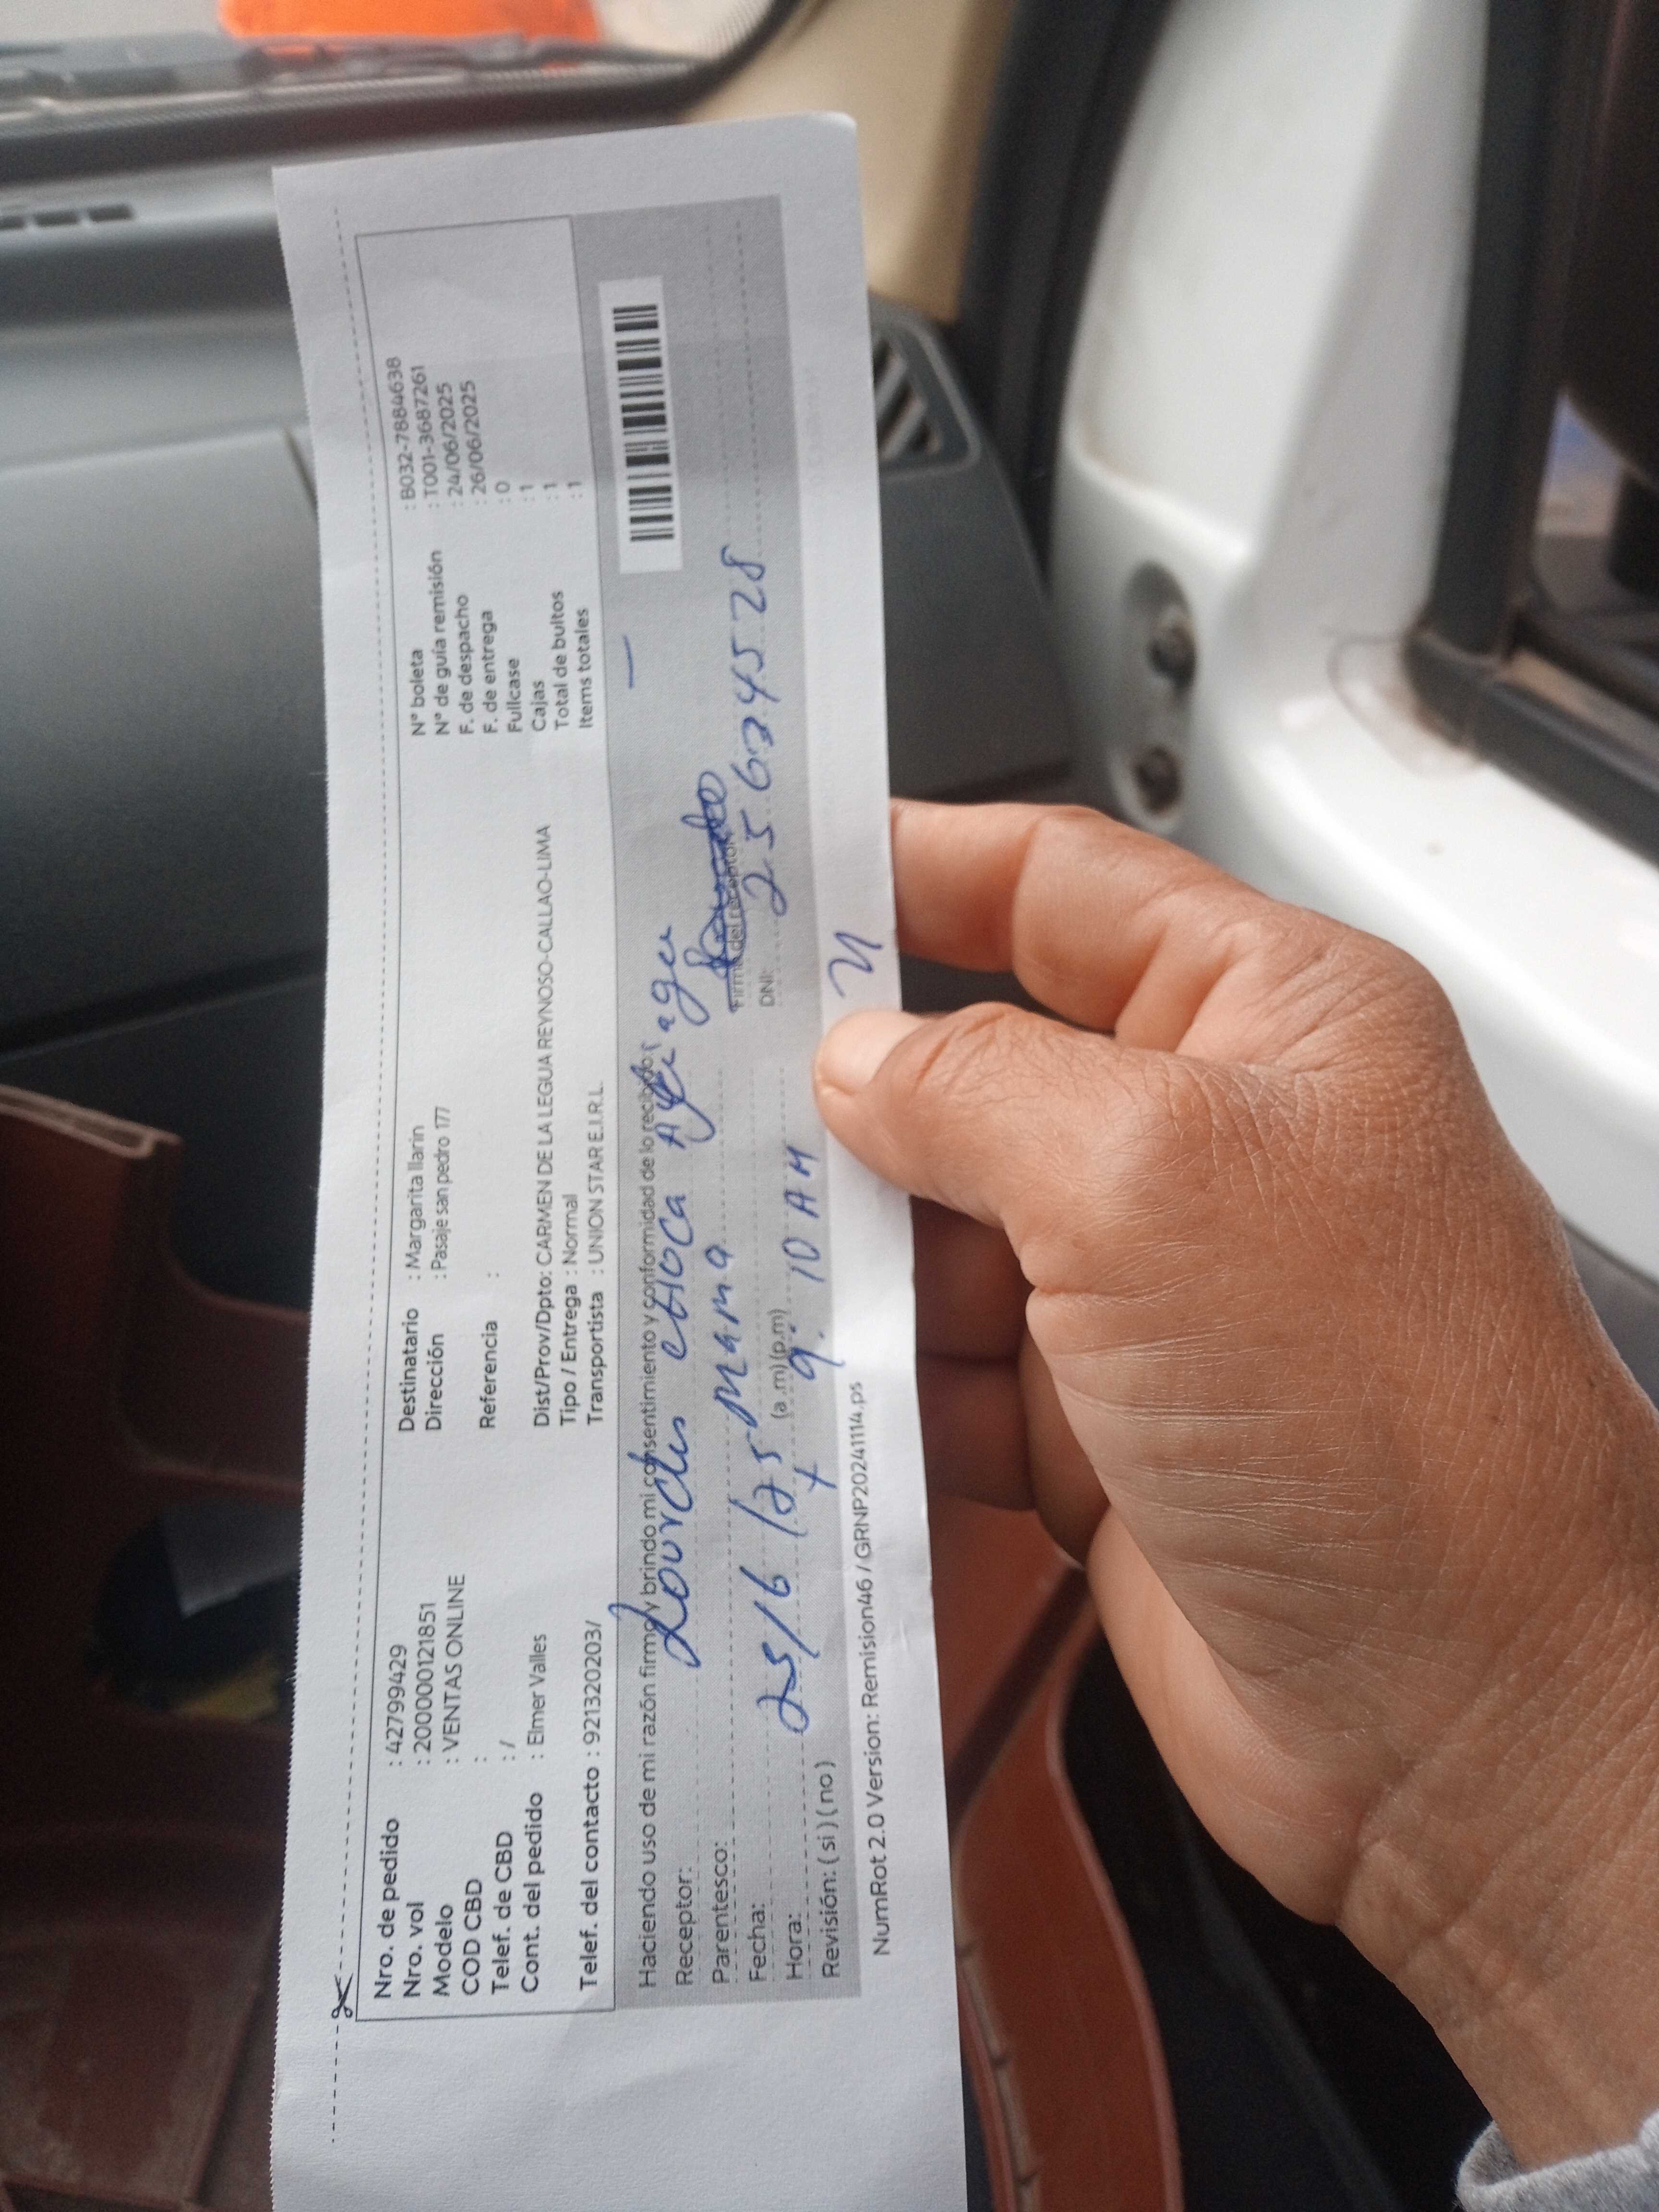 Nro. de pedido : 42799429
Nro. vol : 2000000121851
Modelo : VENTAS ONLINE
COD CBD :
Telef. de CBD : /
Cont. del pedido : Elmer Valles
Telef. del contacto : 921320203/
Destinatario : Margarita llarin
Dirección : Pasaje san pedro 177
Referencia :
Dist/Prov/Dpto: CARMEN DE LA LEGUA REYNOSO-CALLAO-LIMA
Tipo / Entrega : Normal
Transportista : UNION STAR E.I.R.L.
N° boleta : B032-7884638
N° de guía remisión : T001-3687261
F. de despacho : 24/06/2025
F. de entrega : 26/06/2025
Fullcase : 0
Cajas : 1
Total de bultos : 1
Items totales : 1
Haciendo uso de mi razón firmo y brindo mi consentimiento y conformidad de lo recibido:
Receptor: Lourdes
Parentesco: Mama
Firma del receptor
Fecha: 25/6/25
DNI:
Hora: (a.m) (p.m) 9:10 AM
Revisión: ( si ) ( no )
NumRot 2.0 Version: Remision46 / GRNP20241114.ps